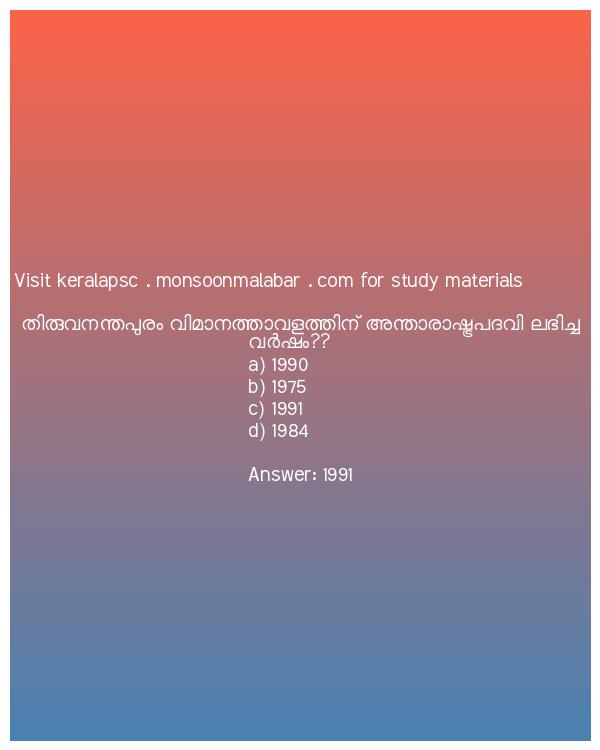 Visit keralapsc . monsoonmalabar . com for study materials
തിരുവനന്തപുരം വിമാനത്താവളത്തിന് അന്താരാഷ്ട്രപദവി ലഭിച്ച
വർഷം??
a) 1990
b) 1975
c) 1991
d) 1984
Answer: 1991